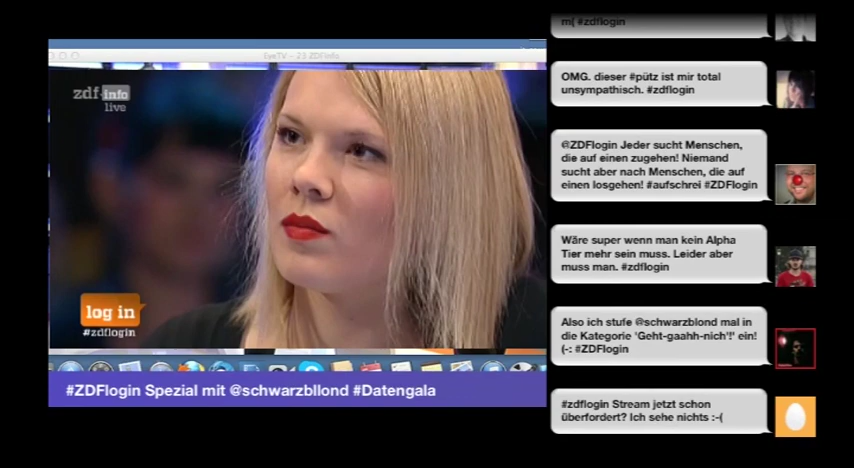 EyeTV - 23 ZDFinfo
zdf info
live
log in
#zdflogin
#ZDFlogin Spezial mit @schwarzbllond #Datengala
m( #zdflogin
OMG. dieser #pütz ist mir total
unsympathisch. #zdflogin
@ZDFlogin Jeder sucht Menschen,
die auf einen zugehen! Niemand
sucht aber nach Menschen, die auf
einen losgehen! #aufschrei #ZDFlogin
Wäre super wenn man kein Alpha
Tier mehr sein muss. Leider aber
muss man. #zdflogin
Also ich stufe @schwarzblond mal in
die Kategorie 'Geht-gaahh-nich'!' ein!
(-: #ZDFlogin
#zdflogin Stream jetzt schon
überfordert? Ich sehe nichts :-(